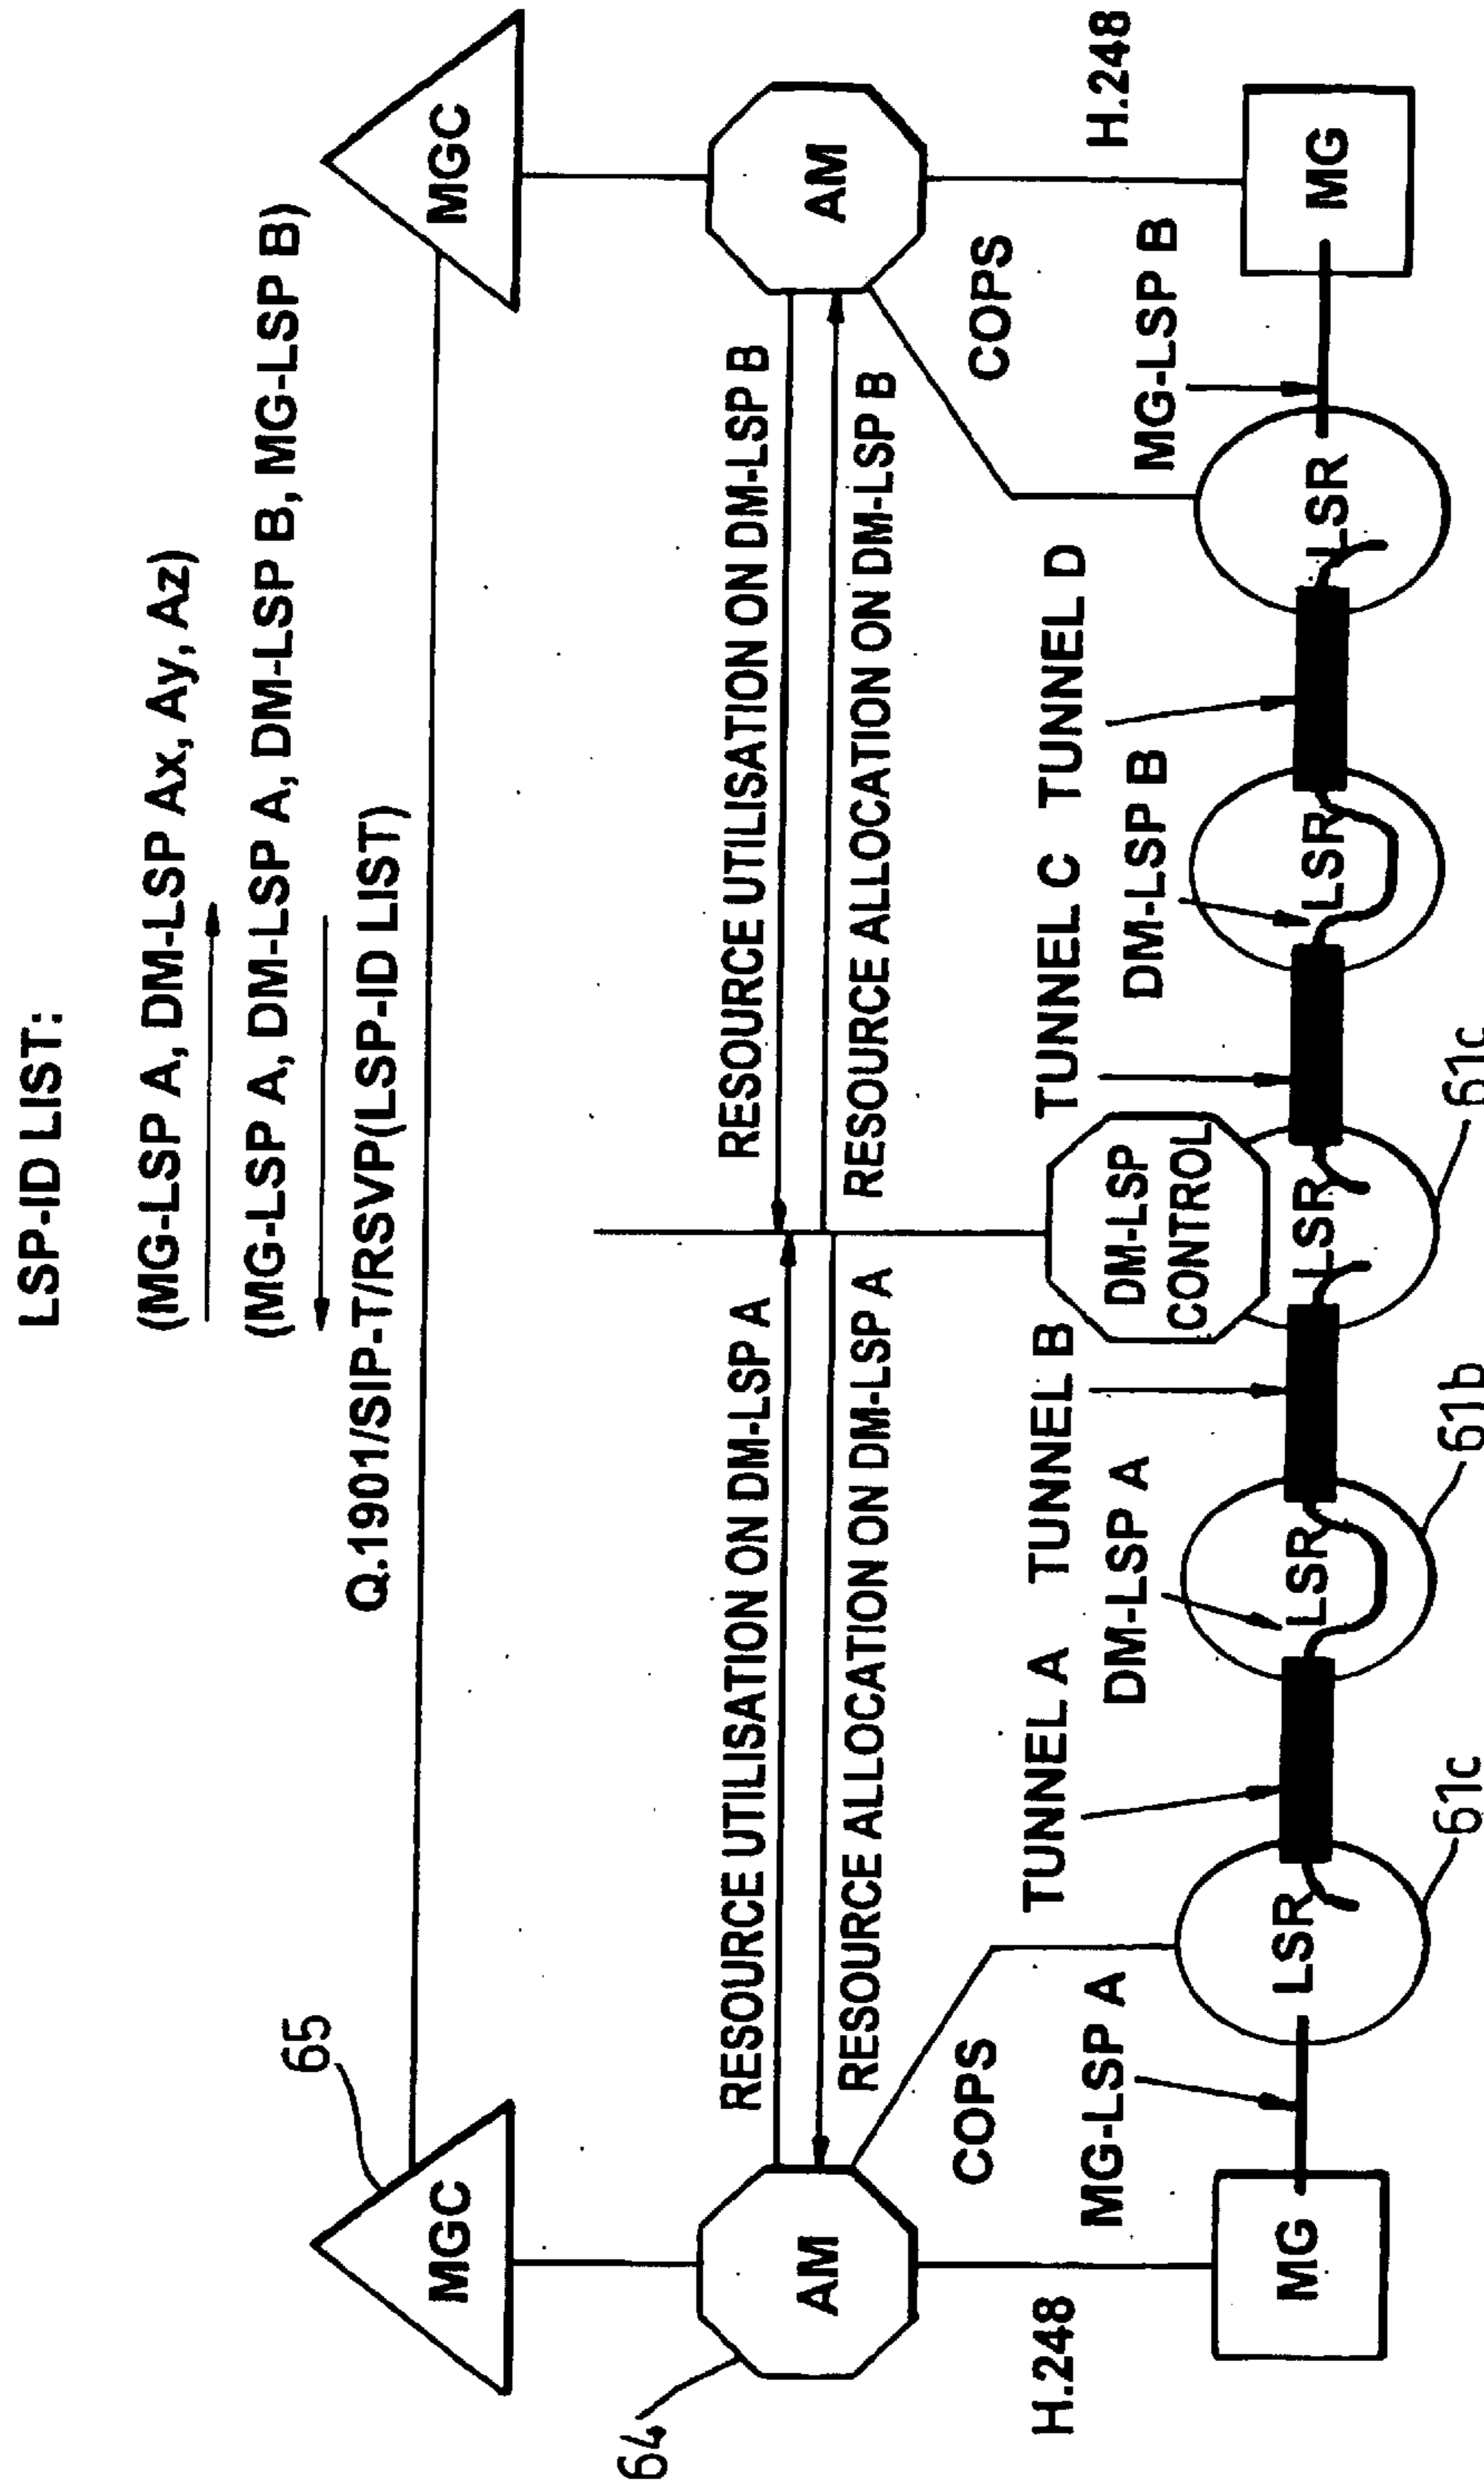 LSP-ID LIST:
(MG-LSP A, DM-LSP Ax, Ay, Az)
(MG-LSP A, DM-LSP A, DM-LSP B, MG-LSP B)
Q.1901/SIP-T/RSVP(LSP-ID LIST)
65
MGC
MGC
RESOURCE UTILISATION ON DM-LSP A
RESOURCE UTILISATION ON DM-LSP B
64
AM
AM
RESOURCE ALLOCATION ON DM-LSP A
RESOURCE ALLOCATION ON DM-LSP B
COPS
COPS
H.248
H.248
TUNNEL A
TUNNEL B
TUNNEL C
TUNNEL D
MG-LSP A
DM-LSP A
DM-LSP
CONTROL
DM-LSP B
MG-LSP B
MG
LSR
LSR
LSR
LSR
LSR
MG
61c
61b
61c